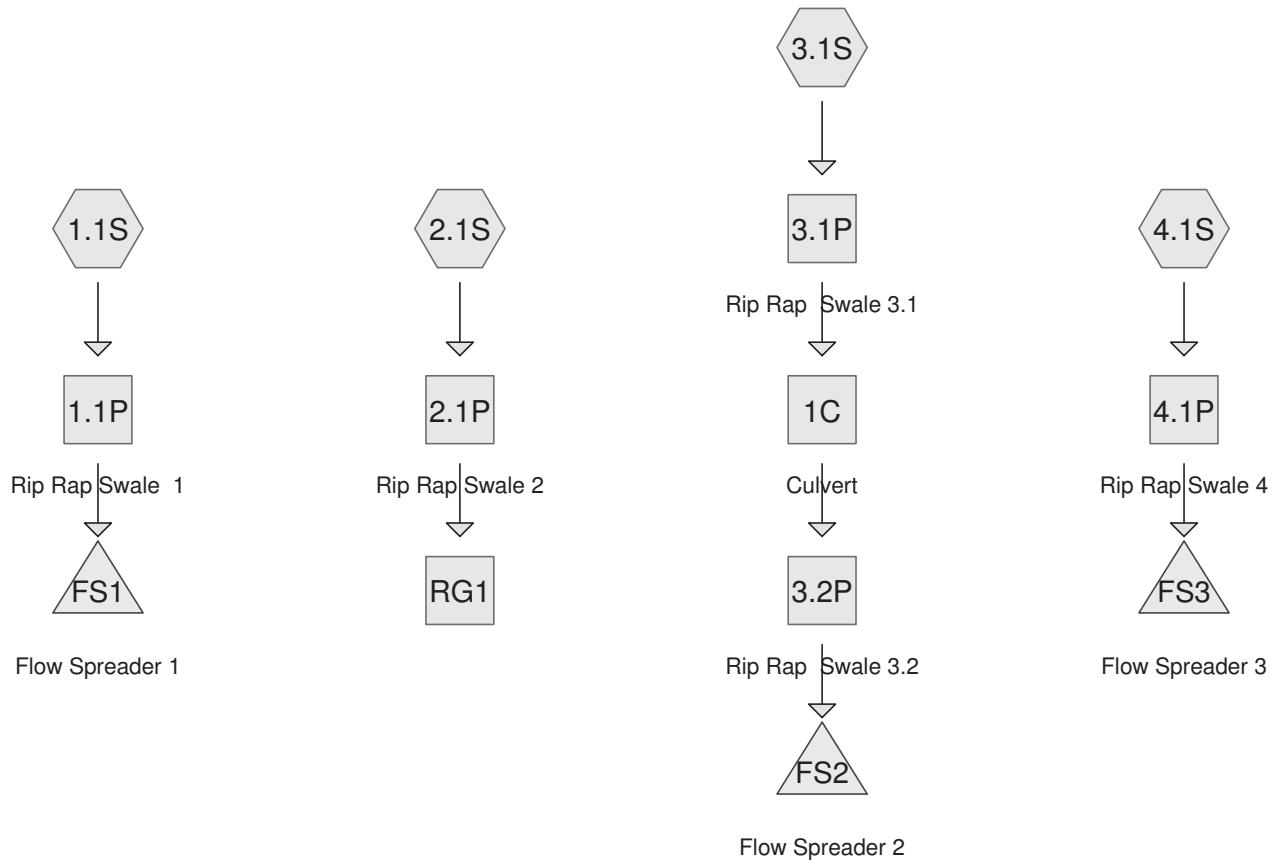 3.1S
1.1S
2.1S
3.1P
4.1S
Rip Rap Swale 3.1
1.1P
2.1P
1C
4.1P
Rip Rap Swale 1
Rip Rap Swale 2
Culvert
Rip Rap Swale 4
FS1
RG1
3.2P
FS3
Flow Spreader 1
Rip Rap Swale 3.2
Flow Spreader 3
FS2
Flow Spreader 2